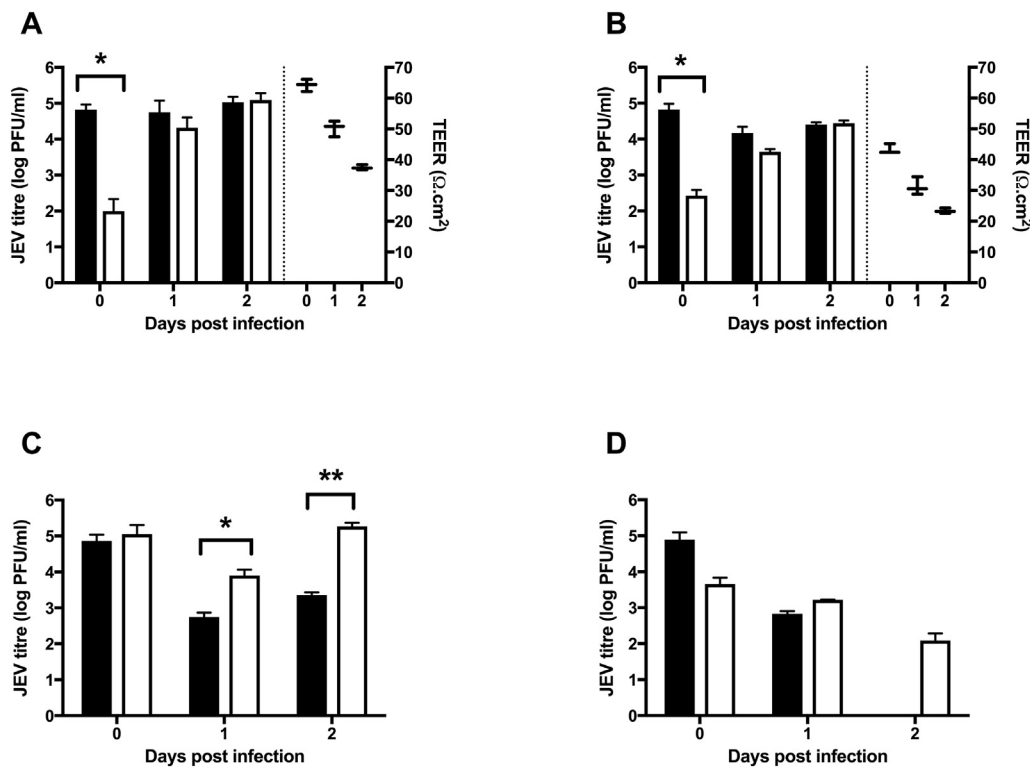 A
*
6
5
4
3
2
1
0
JEV titre (log PFU/ml)
70
60
50
40
30
20
10
0
TEER (Ω.cm²)
0 1 2 0 1 2
Days post infection
B
*
6
5
4
3
2
1
0
JEV titre (log PFU/ml)
70
60
50
40
30
20
10
0
TEER (Ω.cm²)
0 1 2 0 1 2
Days post infection
C
* **
6
5
4
3
2
1
0
JEV titre (log PFU/ml)
0 1 2
Days post infection
D
6
5
4
3
2
1
0
JEV titre (log PFU/ml)
0 1 2
Days post infection